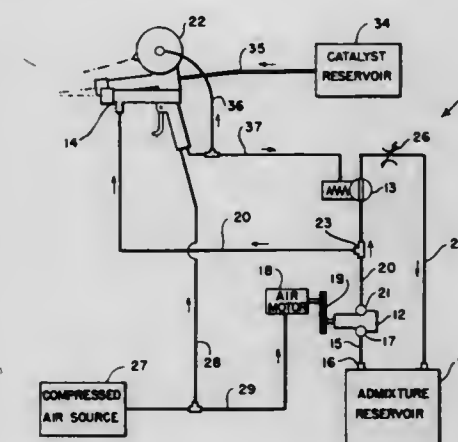 22
34
35
CATALYST
RESERVOIR
36
14
37
26
13
23
20
20
18
19
21
AIR
MOTOR
12
15
17
27
28
16
COMPRESSED
AIR SOURCE
29
ADMIXTURE
RESERVOIR